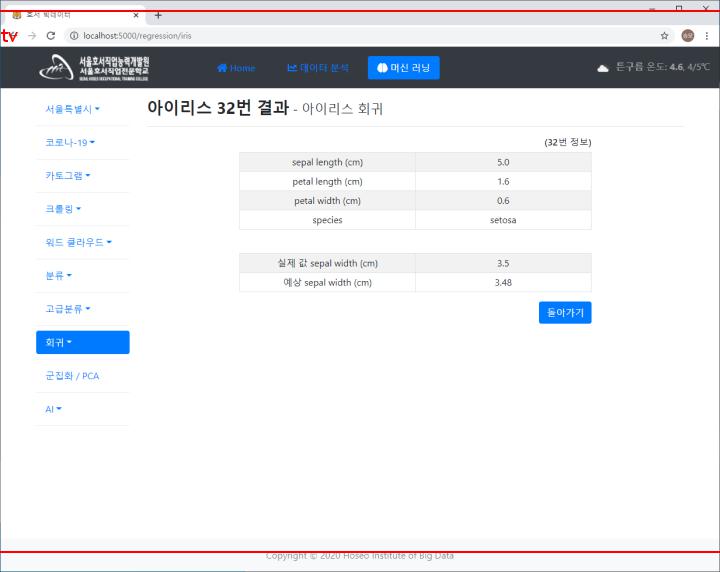 호서 빅데이터
tv
localhost:5000/regression/iris
서울호서직업능력개발원
서울호서직업전문학교
SEOUL HOSEO OCCUPATIONAL TRAINING COLLEGE
Home
데이터 분석
머신 러닝
튼구름 온도: 4.6, 4/5℃
서울특별시
코로나-19
카토그램
크롤링
워드 클라우드
분류
고급분류
회귀
군집화 / PCA
AI
아이리스 32번 결과 - 아이리스 회귀
(32번 정보)
sepal length (cm) 5.0
petal length (cm) 1.6
petal width (cm) 0.6
species setosa
실제 값 sepal width (cm) 3.5
예상 sepal width (cm) 3.48
돌아가기
Copyright © 2020 Hoseo Institute of Big Data